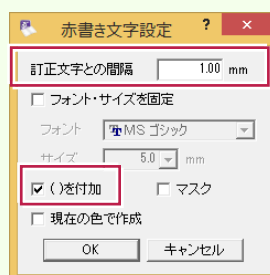 赤書き文字設定 ? ×
訂正文字との間隔 1.00 mm
フォント・サイズを固定
フォント MS ゴシック
サイズ 5.0 mm
( )を付加 マスク
現在の色で作成
OK キャンセル